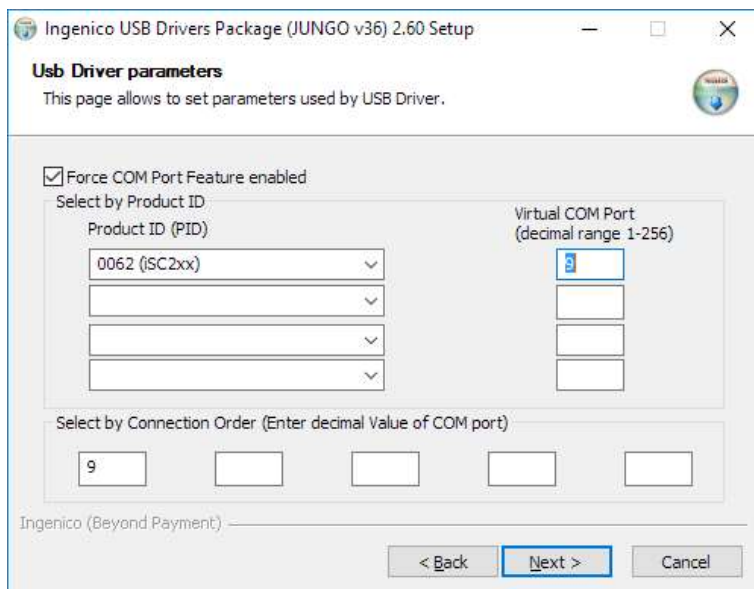 Ingenico USB Drivers Package (JUNGO v36) 2.60 Setup
Usb Driver parameters
This page allows to set parameters used by USB Driver.
Force COM Port Feature enabled
Select by Product ID
Product ID (PID)
Virtual COM Port
(decimal range 1-256)
0062 (iSC2xx)
9
Select by Connection Order (Enter decimal Value of COM port)
9
Ingenico (Beyond Payment)
< Back
Next >
Cancel